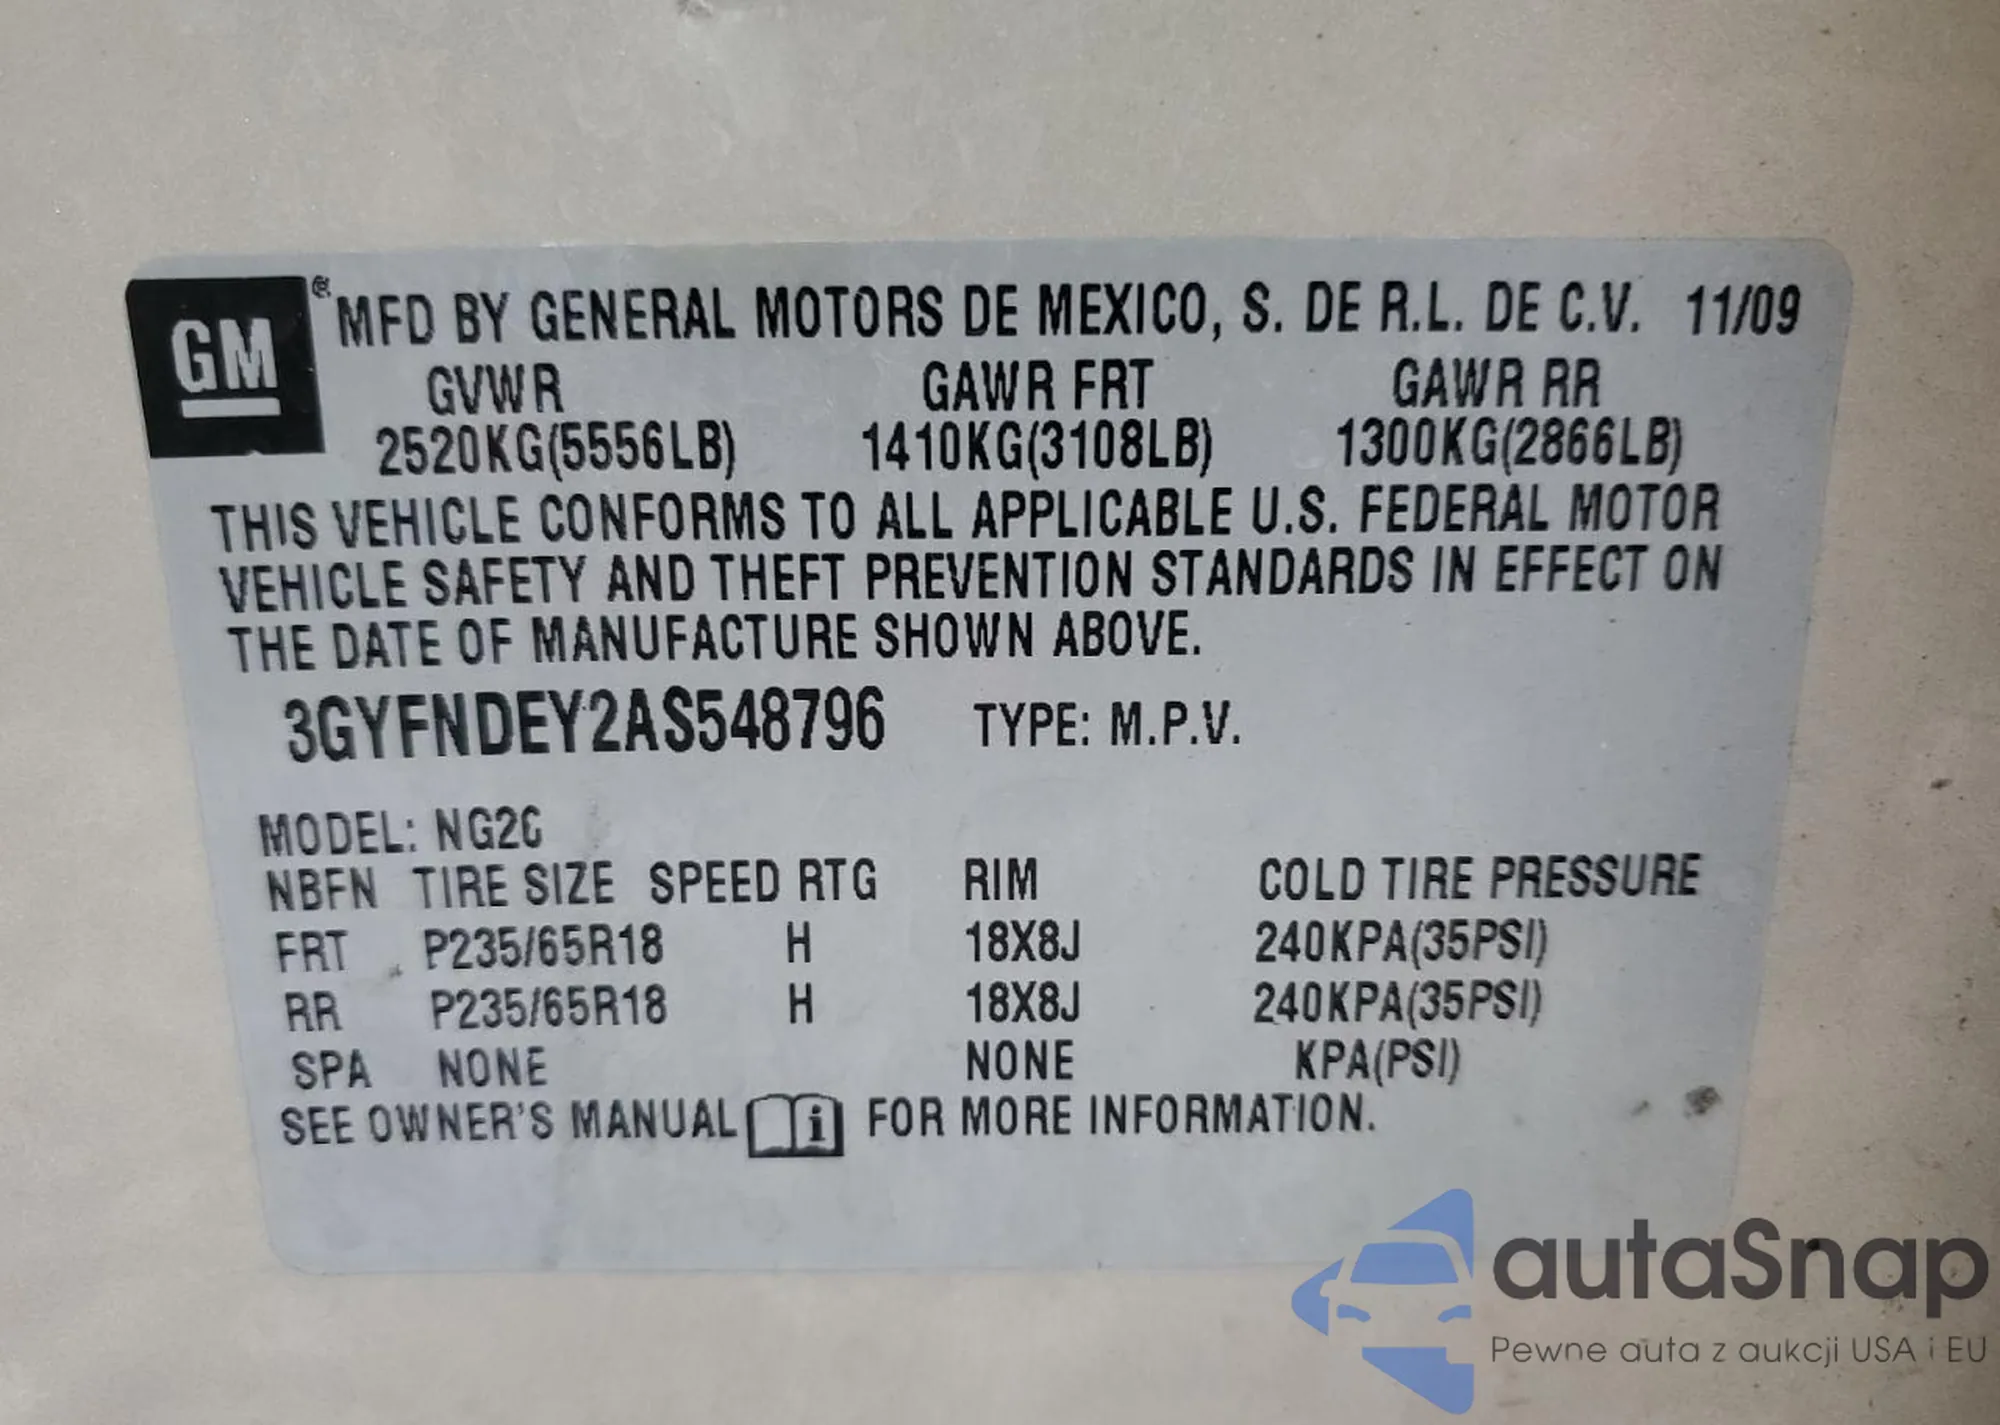 GM ® MFD BY GENERAL MOTORS DE MEXICO, S. DE R.L. DE C.V. 11/09
GVWR GAWR FRT GAWR RR
2520KG(5556LB) 1410KG(3108LB) 1300KG(2866LB)
THIS VEHICLE CONFORMS TO ALL APPLICABLE U.S. FEDERAL MOTOR
VEHICLE SAFETY AND THEFT PREVENTION STANDARDS IN EFFECT ON
THE DATE OF MANUFACTURE SHOWN ABOVE.
3GYFNDEY2AS548796 TYPE: M.P.V.
MODEL: NG26
NBFN TIRE SIZE SPEED RTG RIM COLD TIRE PRESSURE
FRT P235/65R18 H 18X8J 240KPA(35PSI)
RR P235/65R18 H 18X8J 240KPA(35PSI)
SPA NONE NONE KPA(PSI)
SEE OWNER'S MANUAL i FOR MORE INFORMATION.
autaSnap
Pewne auta z aukcji USA i EU